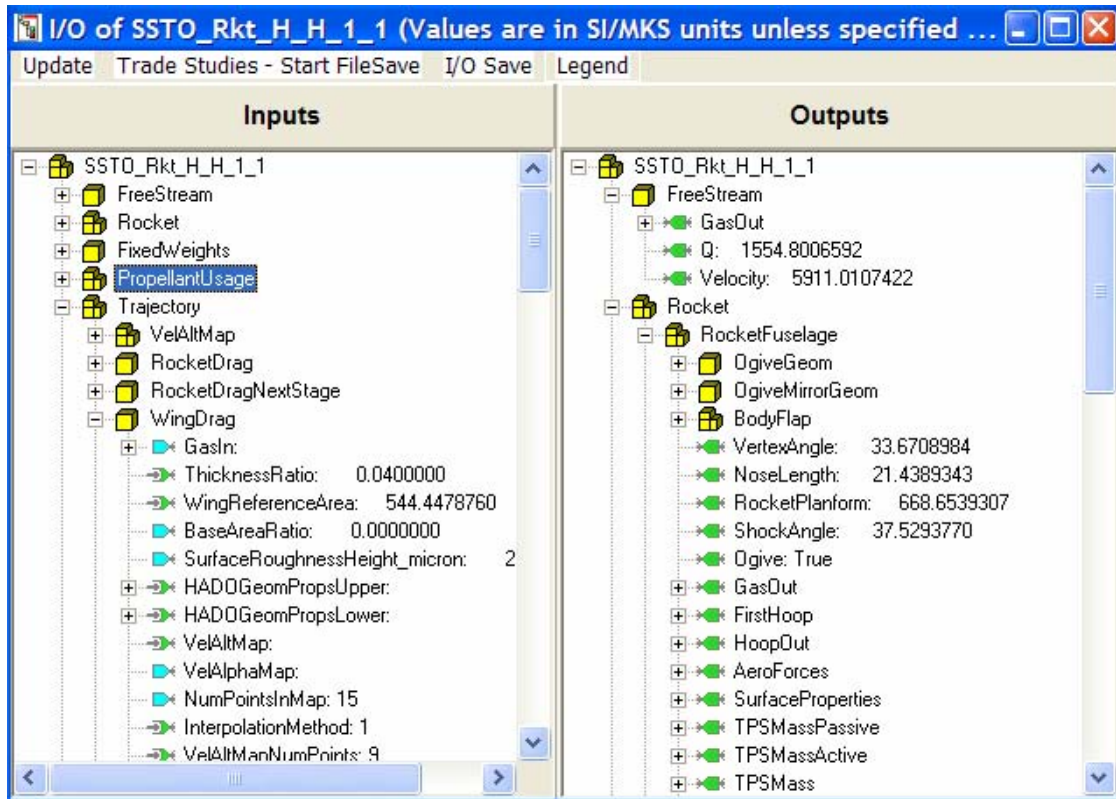 I/O of SSTO_Rkt_H_H_1_1 (Values are in SI/MKS units unless specified ...
Update Trade Studies - Start FileSave I/O Save Legend
Inputs
SSTO_Rkt_H_H_1_1
FreeStream
Rocket
FixedWeights
PropellantUsage
Trajectory
VelAltMap
RocketDrag
RocketDragNextStage
WingDrag
GasIn:
ThicknessRatio: 0.0400000
WingReferenceArea: 544.4478760
BaseAreaRatio: 0.0000000
SurfaceRoughnessHeight_micron: 2
HADOGeomPropsUpper:
HADOGeomPropsLower:
VelAltMap:
VelAlphaMap:
NumPointsInMap: 15
InterpolationMethod: 1
VelAltMapNumPoints: 9
Outputs
SSTO_Rkt_H_H_1_1
FreeStream
GasOut
Q: 1554.8006592
Velocity: 5911.0107422
Rocket
RocketFuselage
OgiveGeom
OgiveMirrorGeom
BodyFlap
VertexAngle: 33.6708984
NoseLength: 21.4389343
RocketPlanform: 668.6539307
ShockAngle: 37.5293770
Ogive: True
GasOut
FirstHoop
HoopOut
AeroForces
SurfaceProperties
TPSMassPassive
TPSMassActive
TPSMass